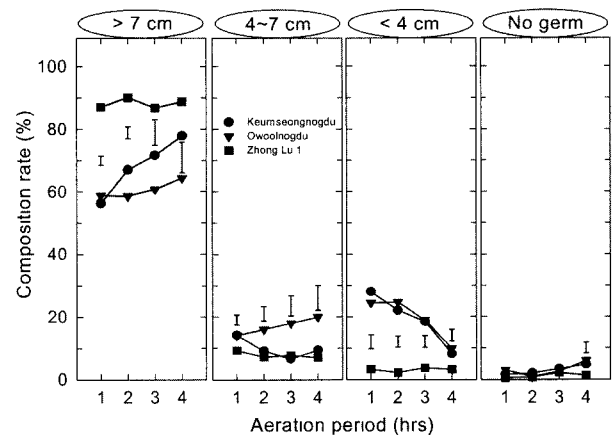 > 7 cm
4~7 cm
< 4 cm
No germ
Composition rate (%)
100
80
60
40
20
0
Keumseongnogdu
Owoolnogdu
Zhong Lu 1
1 2 3 4
1 2 3 4
1 2 3 4
1 2 3 4
Aeration period (hrs)